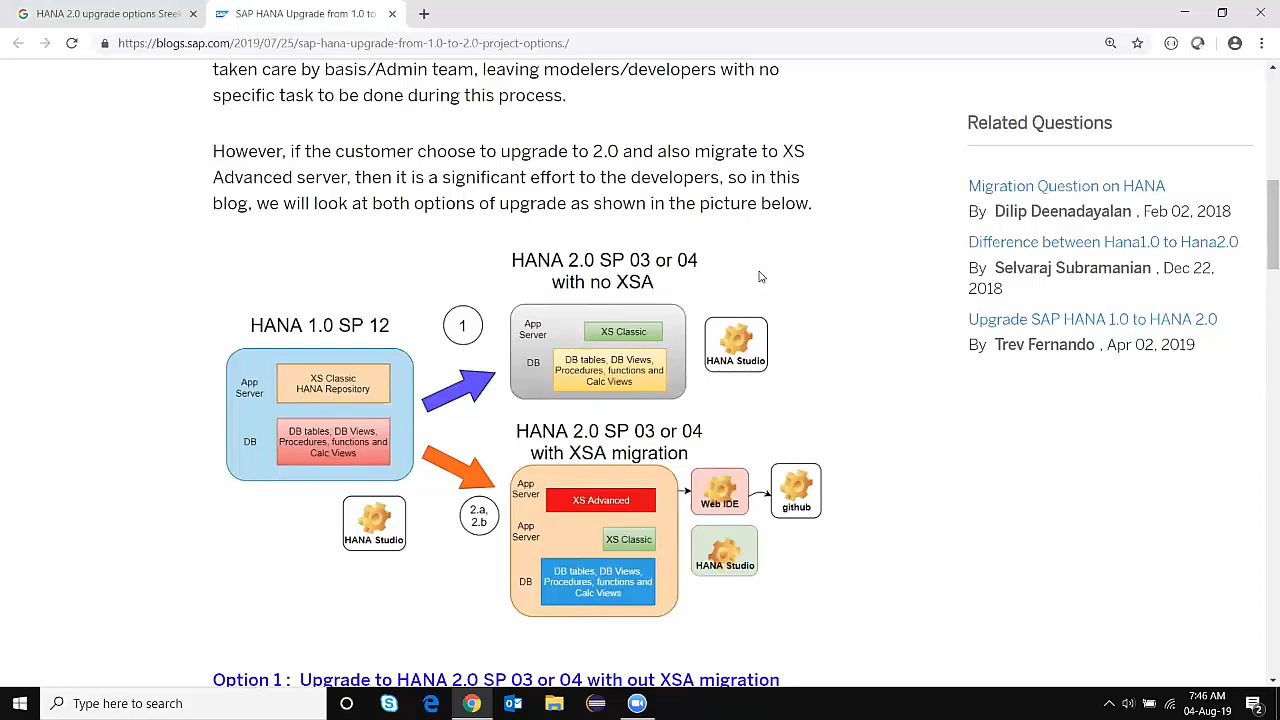 HANA 2.0 upgrade options Sreek
SAP HANA Upgrade from 1.0 to
https://blogs.sap.com/2019/07/25/sap-hana-upgrade-from-1.0-to-2.0-project-options./
taken care by basis/Admin team, leaving modelers/developers with no
specific task to be done during this process.
However, if the customer choose to upgrade to 2.0 and also migrate to XS
Advanced server, then it is a significant effort to the developers, so in this
blog, we will look at both options of upgrade as shown in the picture below.
HANA 1.0 SP 12
App
Server
XS Classic
HANA Repository
DB
DB tables, DB Views,
Procedures, functions and
Calc Views
HANA Studio
1
HANA 2.0 SP 03 or 04
with no XSA
App
Server
XS Classic
DB
DB tables, DB Views,
Procedures, functions and
Calc Views
HANA Studio
2.a,
2.b
HANA 2.0 SP 03 or 04
with XSA migration
App
Server
XS Advanced
App
Server
XS Classic
DB
DB tables, DB Views,
Procedures, functions and
Calc Views
Web IDE
github
HANA Studio
Option 1 : Upgrade to HANA 2.0 SP 03 or 04 with out XSA migration
Related Questions
Migration Question on HANA
By Dilip Deenadayalan , Feb 02, 2018
Difference between Hana1.0 to Hana2.0
By Selvaraj Subramanian , Dec 22,
2018
Upgrade SAP HANA 1.0 to HANA 2.0
By Trev Fernando , Apr 02, 2019
Type here to search
7:46 AM
04-Aug-19
2